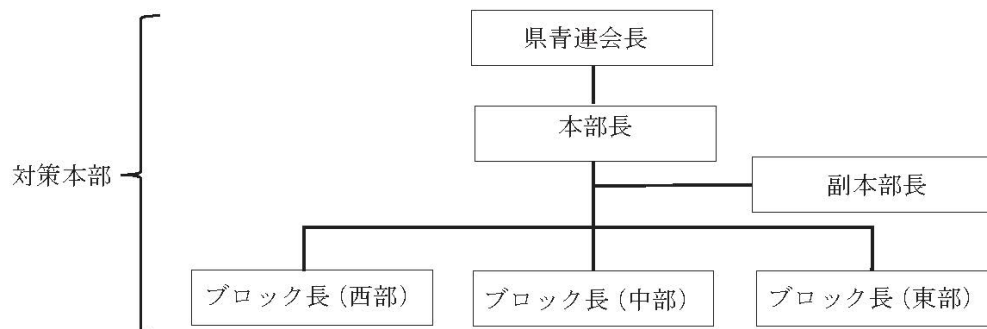 県青連会長
本部長
対策本部
副本部長
ブロック長（西部）
ブロック長（中部）
ブロック長（東部）